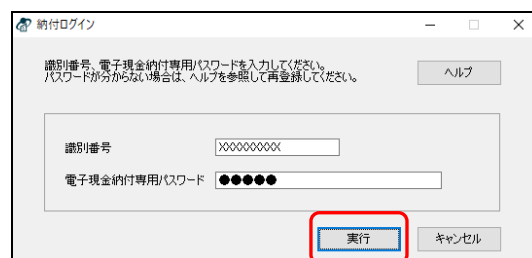 納付ログイン
識別番号、電子現金納付専用パスワードを入力してください。
パスワードが分からない場合は、ヘルプを参照して再登録してください。
ヘルプ
識別番号 XXXXXXXXX
電子現金納付専用パスワード ●●●●●
実行 キャンセル